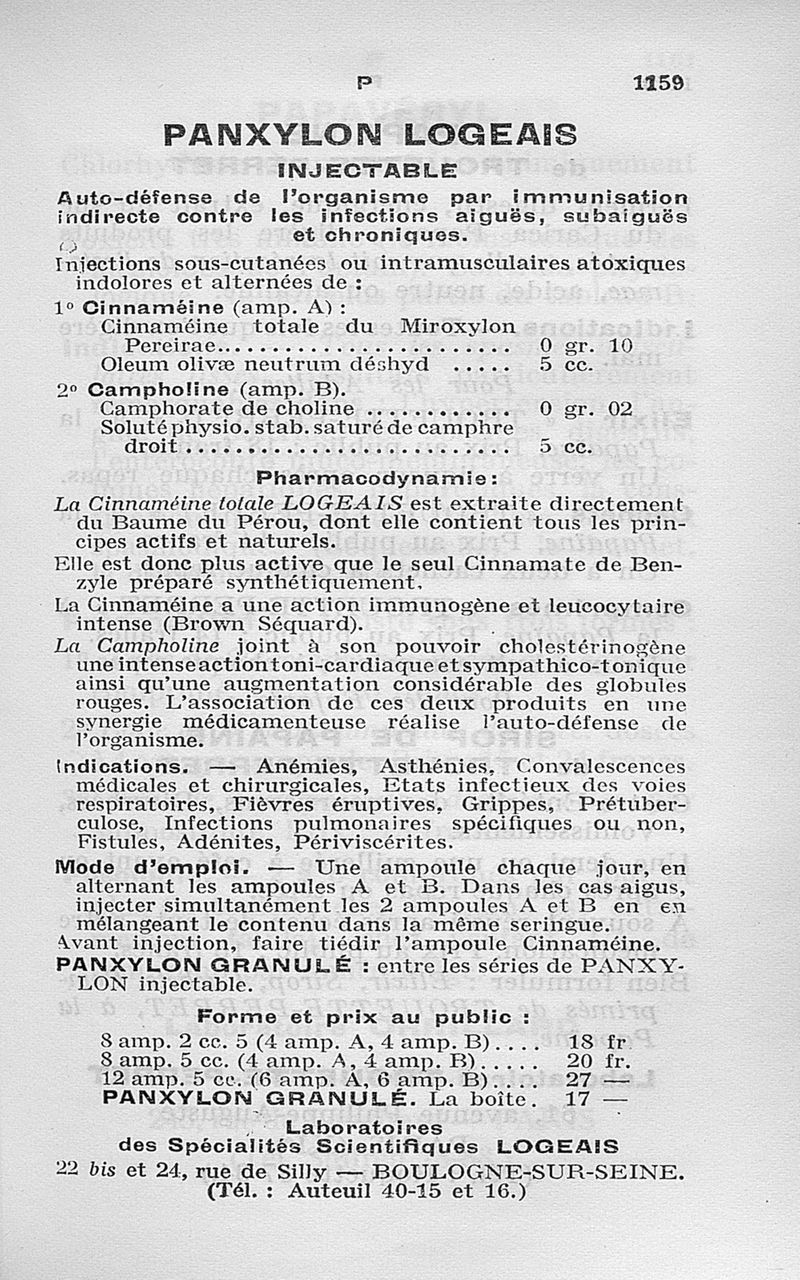 P 1159
PANXYLON LOGEAIS
INJECTABLE
Auto-défense de l'organisme par immunisation
indirecte contre les infections aiguës, subaiguës
et chroniques.
Injections sous-cutanées ou intramusculaires atoxiques
indolores et alternées de :
1º Cinnaméine (amp. A) :
Cinnaméine totale du Miroxylon
Pereirae........................ 0 gr. 10
Oleum olivæ neutrum déshyd ..... 5 cc.
2º Campholine (amp. B).
Camphorate de choline ............ 0 gr. 02
Soluté physio. stab. saturé de camphre
droit ........................... 5 cc.
Pharmacodynamie :
La Cinnaméine totale LOGEAIS est extraite directement
du Baume du Pérou, dont elle contient tous les prin-
cipes actifs et naturels.
Elle est donc plus active que le seul Cinnamate de Ben-
zyle préparé synthétiquement.
La Cinnaméine a une action immunogène et leucocytaire
intense (Brown Séquard).
La Campholine joint à son pouvoir cholestérinogène
une intense action toni-cardiaque et sympathico-tonique
ainsi qu'une augmentation considérable des globules
rouges. L'association de ces deux produits en une
synergie médicamenteuse réalise l'auto-défense de
l'organisme.
Indications. — Anémies, Asthénies, Convalescences
médicales et chirurgicales, Etats infectieux des voies
respiratoires, Fièvres éruptives, Grippes, Prétuber-
culose, Infections pulmonaires spécifiques ou non,
Fistules, Adénites, Périviscérites.
Mode d'emploi. — Une ampoule chaque jour, en
alternant les ampoules A et B. Dans les cas aigus,
injecter simultanément les 2 ampoules A et B en en
mélangeant le contenu dans la même seringue.
Avant injection, faire tiédir l'ampoule Cinnaméine.
PANXYLON GRANULÉ : entre les séries de PANXY-
LON injectable.
Forme et prix au public :
8 amp. 2 cc. 5 (4 amp. A, 4 amp. B).... 18 fr.
8 amp. 5 cc. (4 amp. A, 4 amp. B)..... 20 fr.
12 amp. 5 cc. (6 amp. A, 6 amp. B).... 27 —
PANXYLON GRANULÉ. La boîte. 17 —
Laboratoires
des Spécialités Scientifiques LOGEAIS
22 bis et 24, rue de Silly — BOULOGNE-SUR-SEINE.
(Tél. : Auteuil 40-15 et 16.)